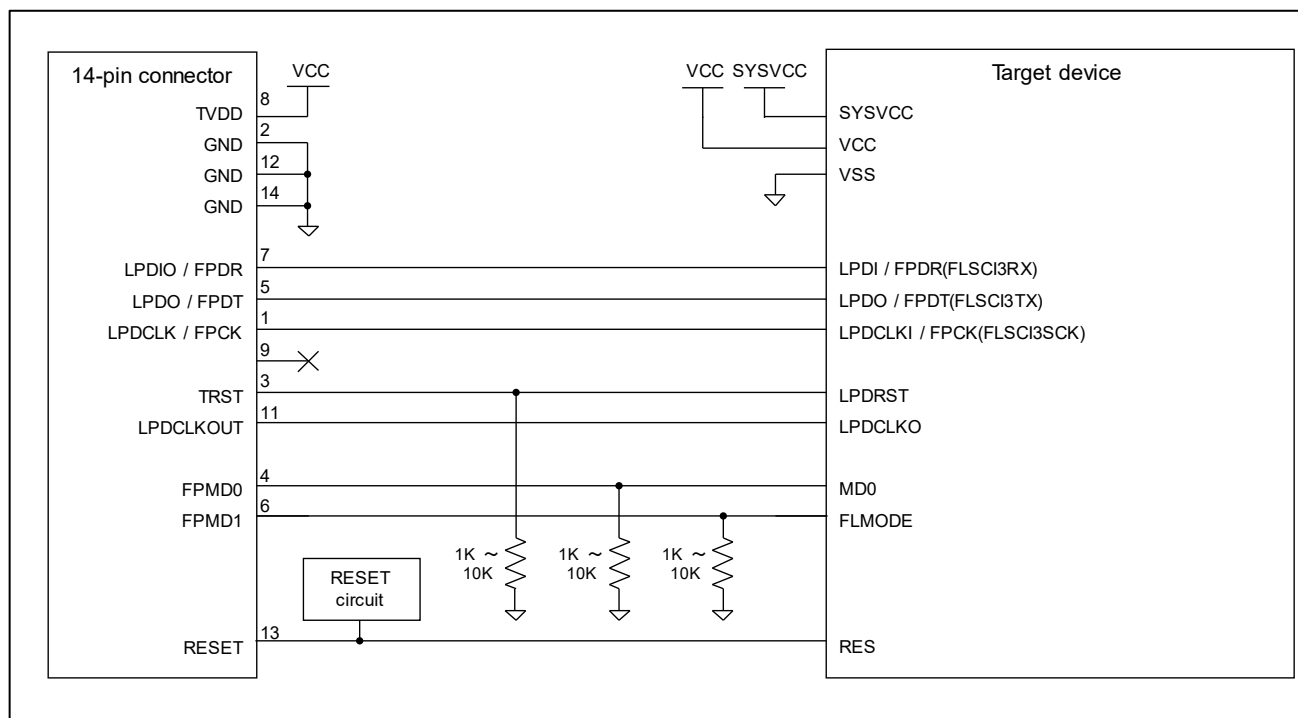 14-pin connector
VCC
8
TVDD
2
GND
12
GND
14
GND
7
LPDIO / FPDR
5
LPDO / FPDT
1
LPDCLK / FPCK
9
3
TRST
11
LPDCLKOUT
4
FPMD0
6
FPMD1
RESET
circuit
13
RESET
1K ～
10K
1K ～
10K
1K ～
10K
VCC
SYSVCC
Target device
SYSVCC
VCC
VSS
LPDI / FPDR(FLSCI3RX)
LPDO / FPDT(FLSCI3TX)
LPDCLKI / FPCK(FLSCI3SCK)
LPDRST
LPDCLKO
MD0
FLMODE
RES